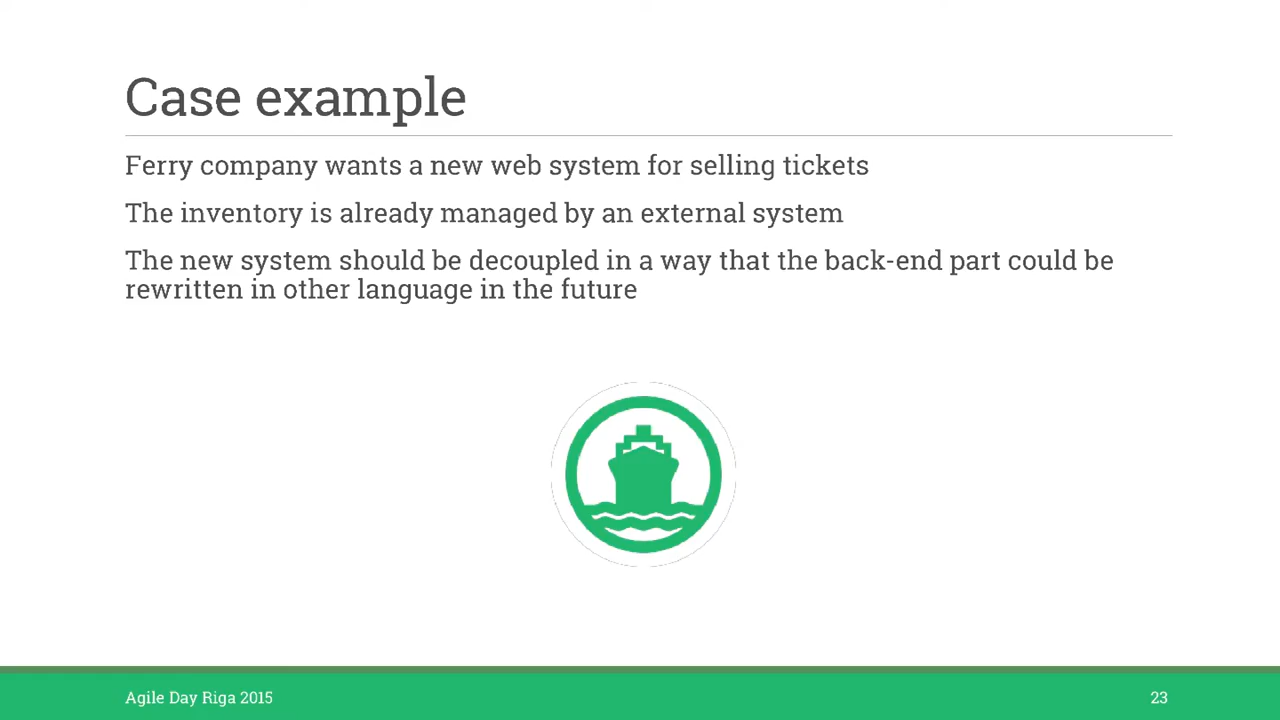 Case example
Ferry company wants a new web system for selling tickets
The inventory is already managed by an external system
The new system should be decoupled in a way that the back-end part could be
rewritten in other language in the future
Agile Day Riga 2015
23